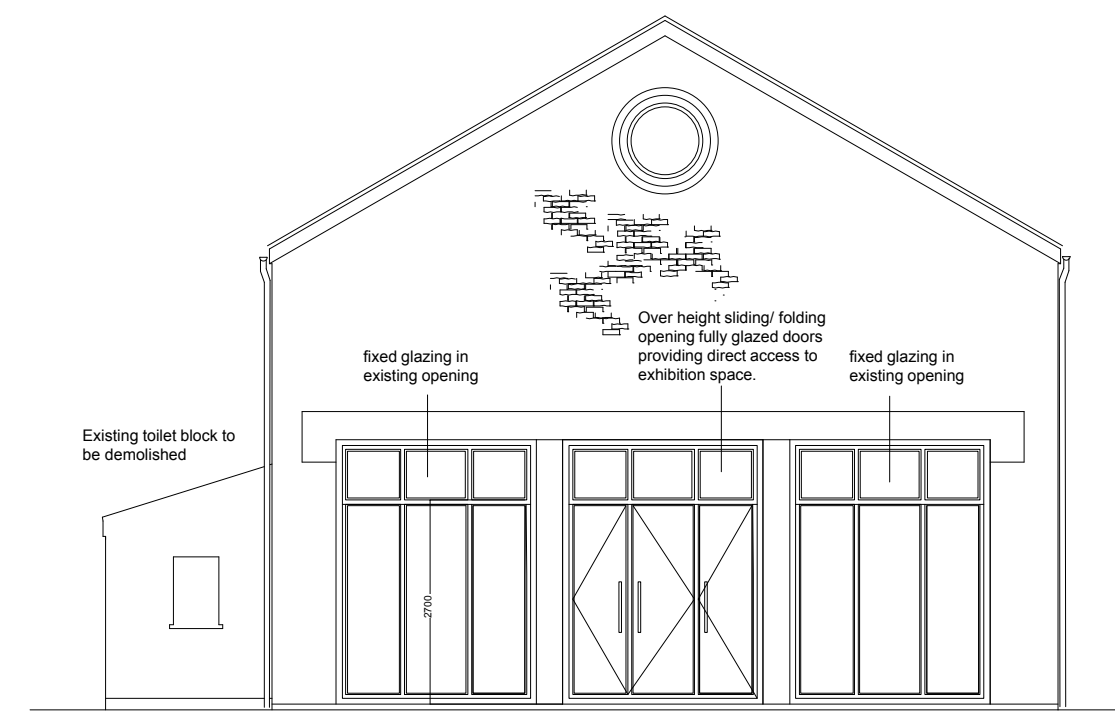 Over height sliding/ folding
opening fully glazed doors
providing direct access to
exhibition space.
fixed glazing in
existing opening
fixed glazing in
existing opening
Existing toilet block to
be demolished
2700